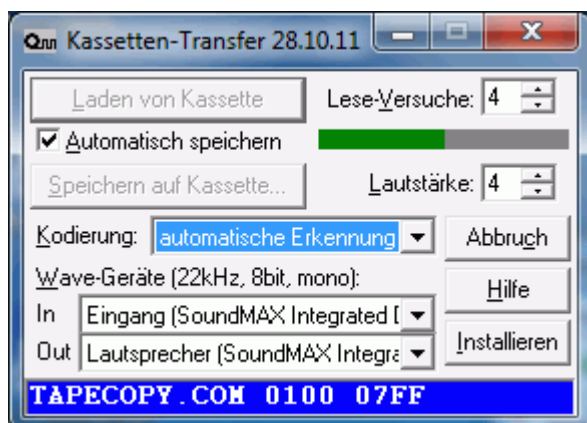 Qm Kassetten-Transfer 28.10.11
Laden von Kassette
Lese-Versuche: 4
Automatisch speichern
Speichern auf Kassette...
Lautstärke: 4
Kodierung: automatische Erkennung
Abbruch
Wave-Geräte (22kHz, 8bit, mono):
Hilfe
In Eingang (SoundMAX Integrated
Out Lautsprecher (SoundMAX Integra
Installieren
TAPECOPY.COM 0100 07FF